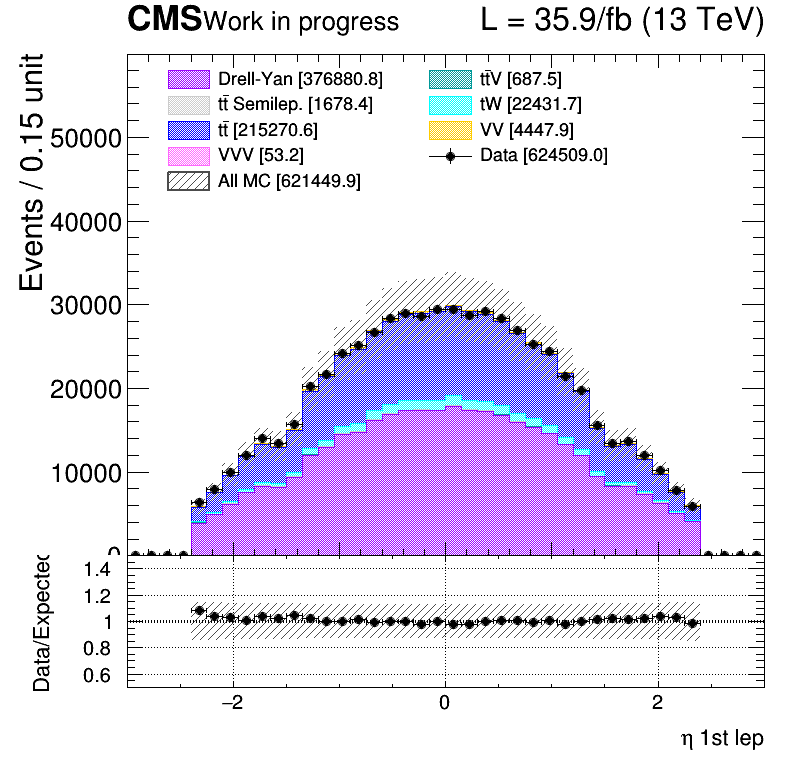 CMS Work in progress L = 35.9/fb (13 TeV)
Events / 0.15 unit
Drell-Yan [376880.8] tt̄V [687.5]
tt̄ Semilep. [1678.4] tW [22431.7]
tt̄ [215270.6] VV [4447.9]
VVV [53.2] Data [624509.0]
All MC [621449.9]
50000
40000
30000
20000
10000
0
Data/Expected
1.4
1.2
1
0.8
0.6
−2 0 2
η 1st lep